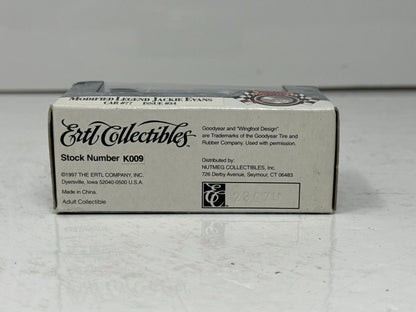 MODIFIED LEGEND JACKIE EVANS
CAR #77 ISSUE #34
Ertl Collectibles
Stock Number K009
©1997 THE ERTL COMPANY, INC.
Dyersville, Iowa 52040-0500 U.S.A
Made in China.
Adult Collectible
Goodyear and "Wingfoot Design"
are Trademarks of the Goodyear Tire and
Rubber Company. Used with permission.
Distributed by:
NUTMEG COLLECTIBLES, Inc.
726 Derby Avenue, Seymour, CT 06483